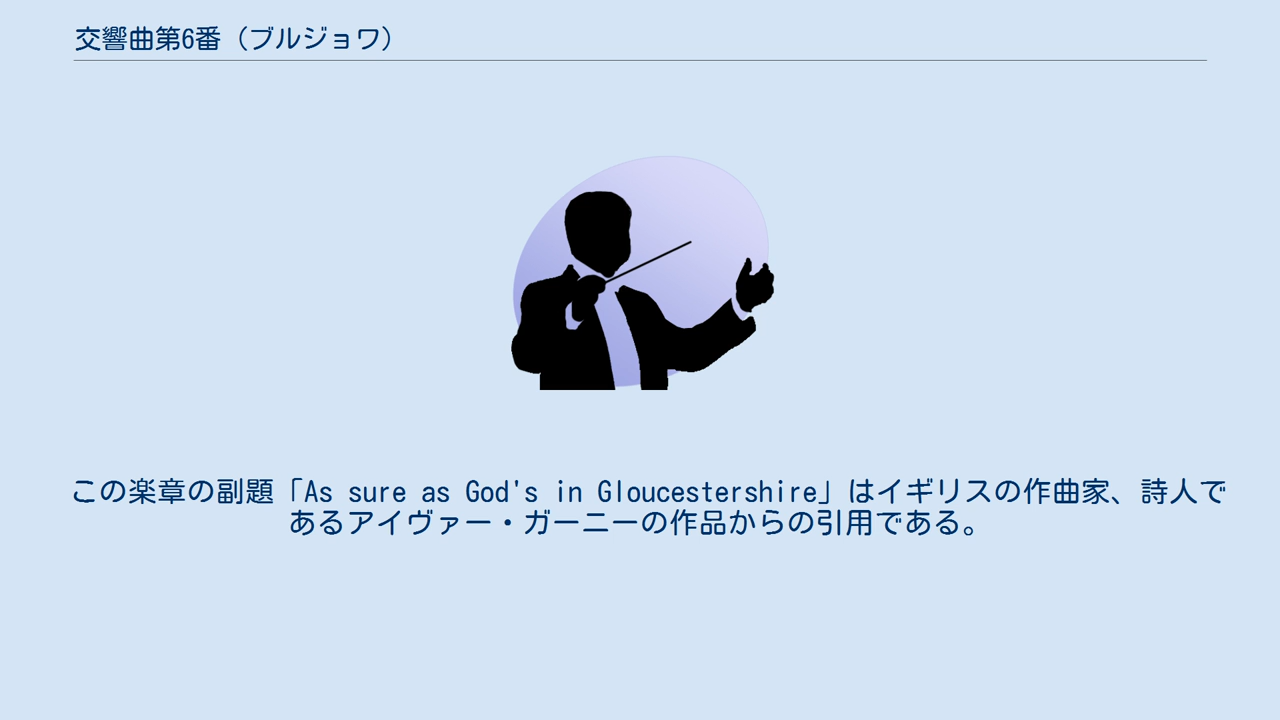 交響曲第6番（ブルジョワ）
この楽章の副題「As sure as God's in Gloucestershire」はイギリスの作曲家、詩人で
あるアイヴァー・ガーニーの作品からの引用である。